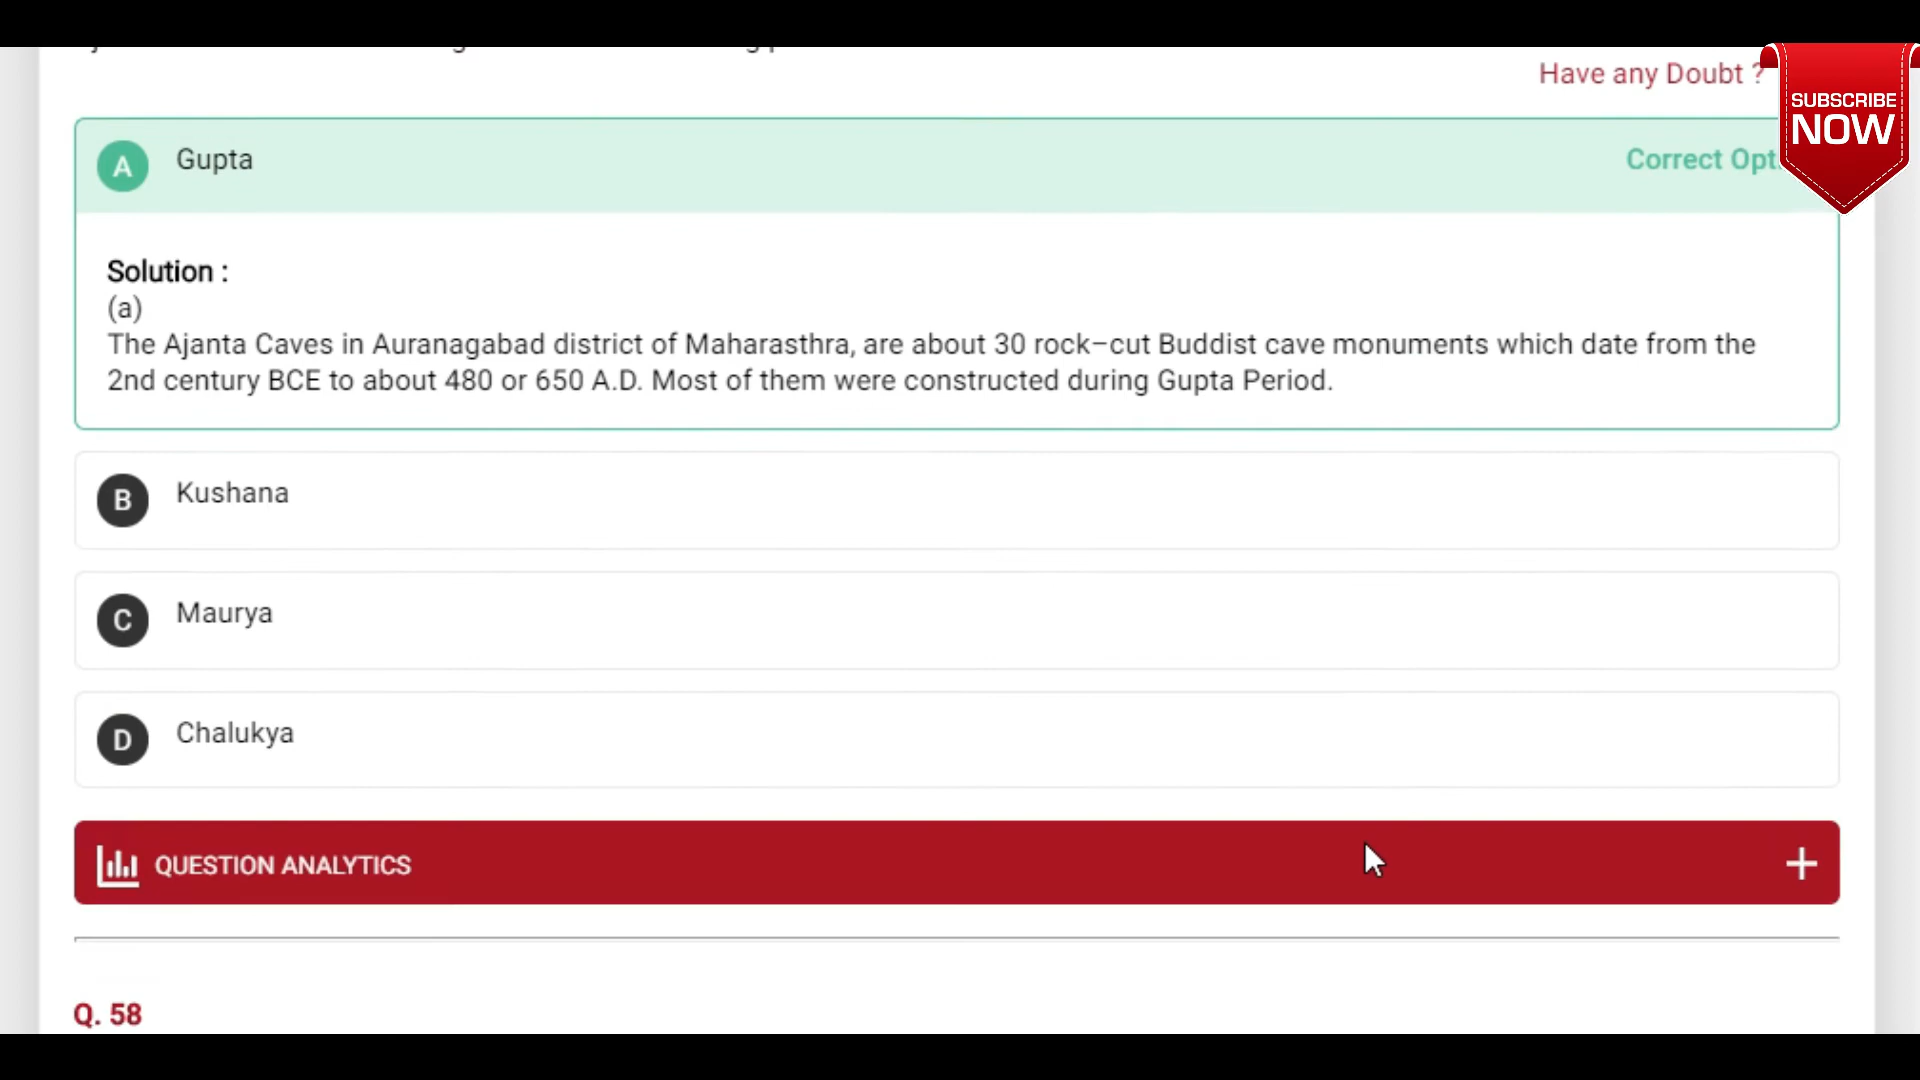 Have any Doubt ?
SUBSCRIBE
NOW
A Gupta
Correct Opt
Solution :
(a)
The Ajanta Caves in Auranagabad district of Maharasthra, are about 30 rock-cut Buddist cave monuments which date from the
2nd century BCE to about 480 or 650 A.D. Most of them were constructed during Gupta Period.
B Kushana
C Maurya
D Chalukya
QUESTION ANALYTICS +
Q. 58